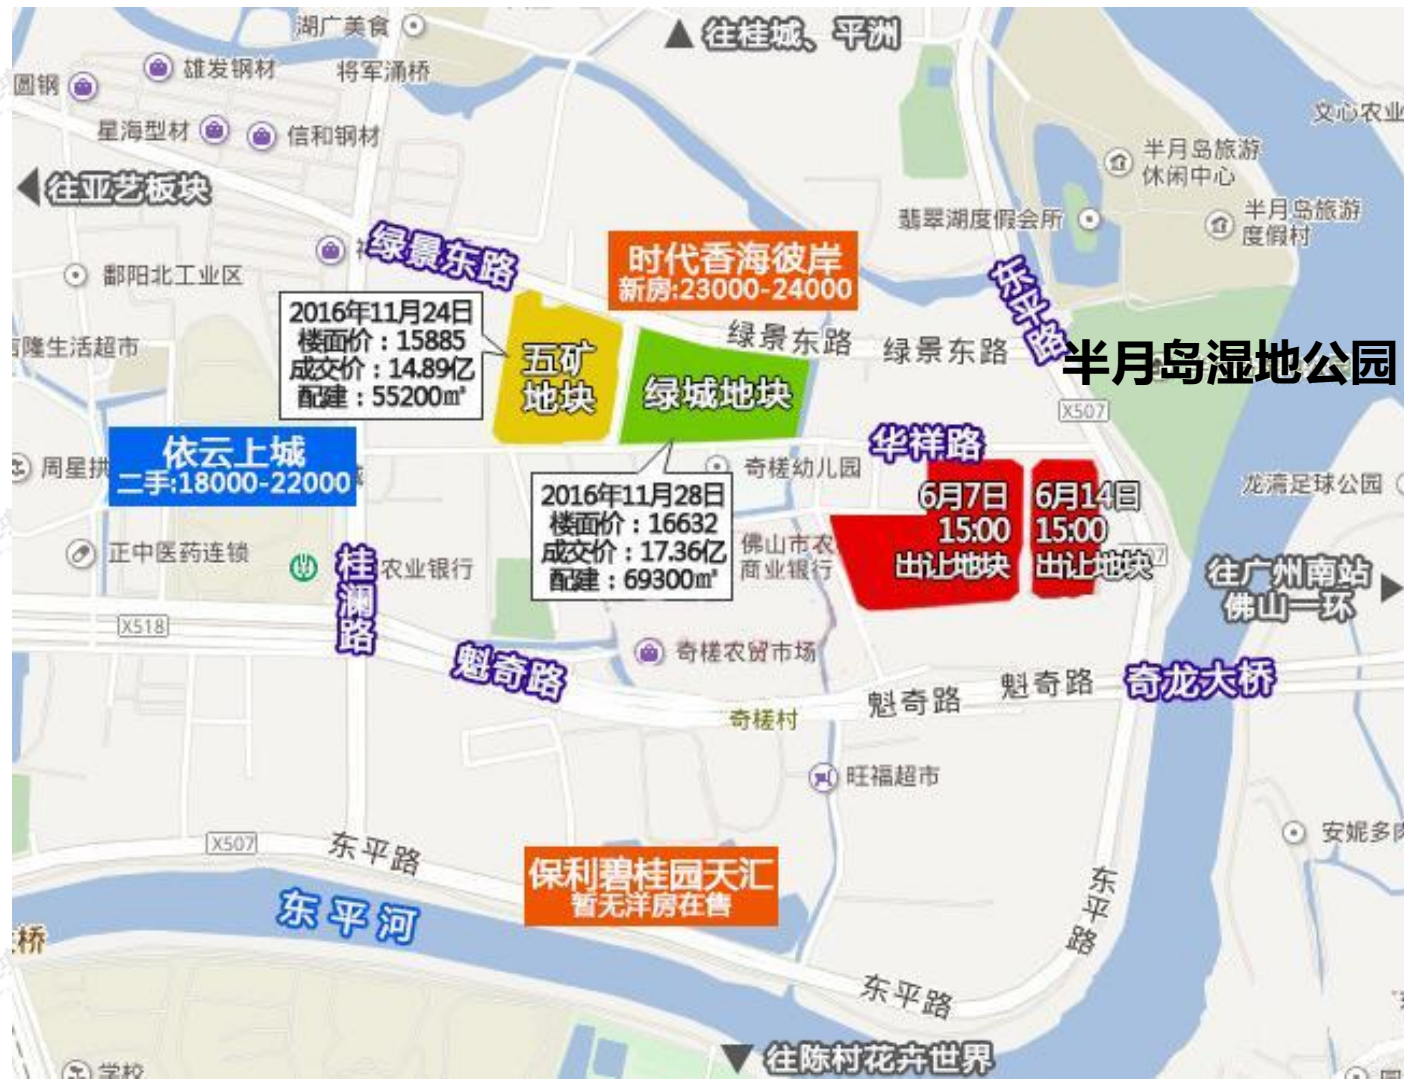 湖广美食
往桂城、平洲
雄发钢材
将军涌桥
圆钢
文心农业
星海型材
信和钢材
半月岛旅游
休闲中心
往亚艺板块
翡翠湖度假会所
半月岛旅游
度假村
绿景东路
时代香海彼岸
新房:23000-24000
东平路
鄱阳北工业区
2016年11月24日
楼面价：15885
成交价：14.89亿
配建：55200㎡
五矿
地块
绿景东路
绿景东路
隆生活超市
半月岛湿地公园
绿城地块
X507
依云上城
二手:18000-22000
华祥路
周星拱
奇槎幼儿园
2016年11月28日
楼面价：16632
成交价：17.36亿
配建：69300㎡
6月7日
15:00
出让地块
6月14日
15:00
出让地块
龙湾足球公园
正中医药连锁
农业银行
佛山市农
商业银行
桂澜路
往广州南站
佛山一环
X518
魁奇路
奇槎农贸市场
魁奇路
魁奇路
奇龙大桥
奇槎村
旺福超市
安妮多肉
X507
东平路
保利碧桂园天汇
暂无洋房在售
东平路
东平河
桥
东平路
往陈村花卉世界
学校